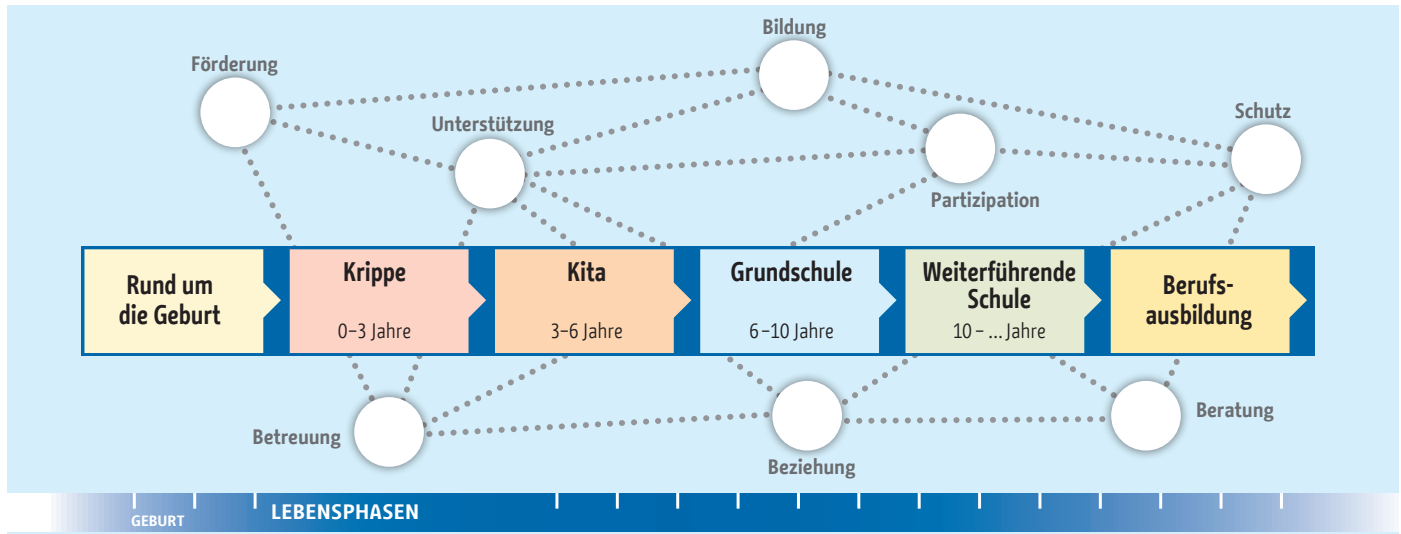 Bildung
Förderung
Schutz
Unterstützung
Partizipation
Rund um
die Geburt
Krippe
0–3 Jahre
Kita
3–6 Jahre
Grundschule
6–10 Jahre
Weiterführende
Schule
10 – ... Jahre
Berufs-
ausbildung
Betreuung
Beziehung
Beratung
GEBURT
LEBENSPHASEN